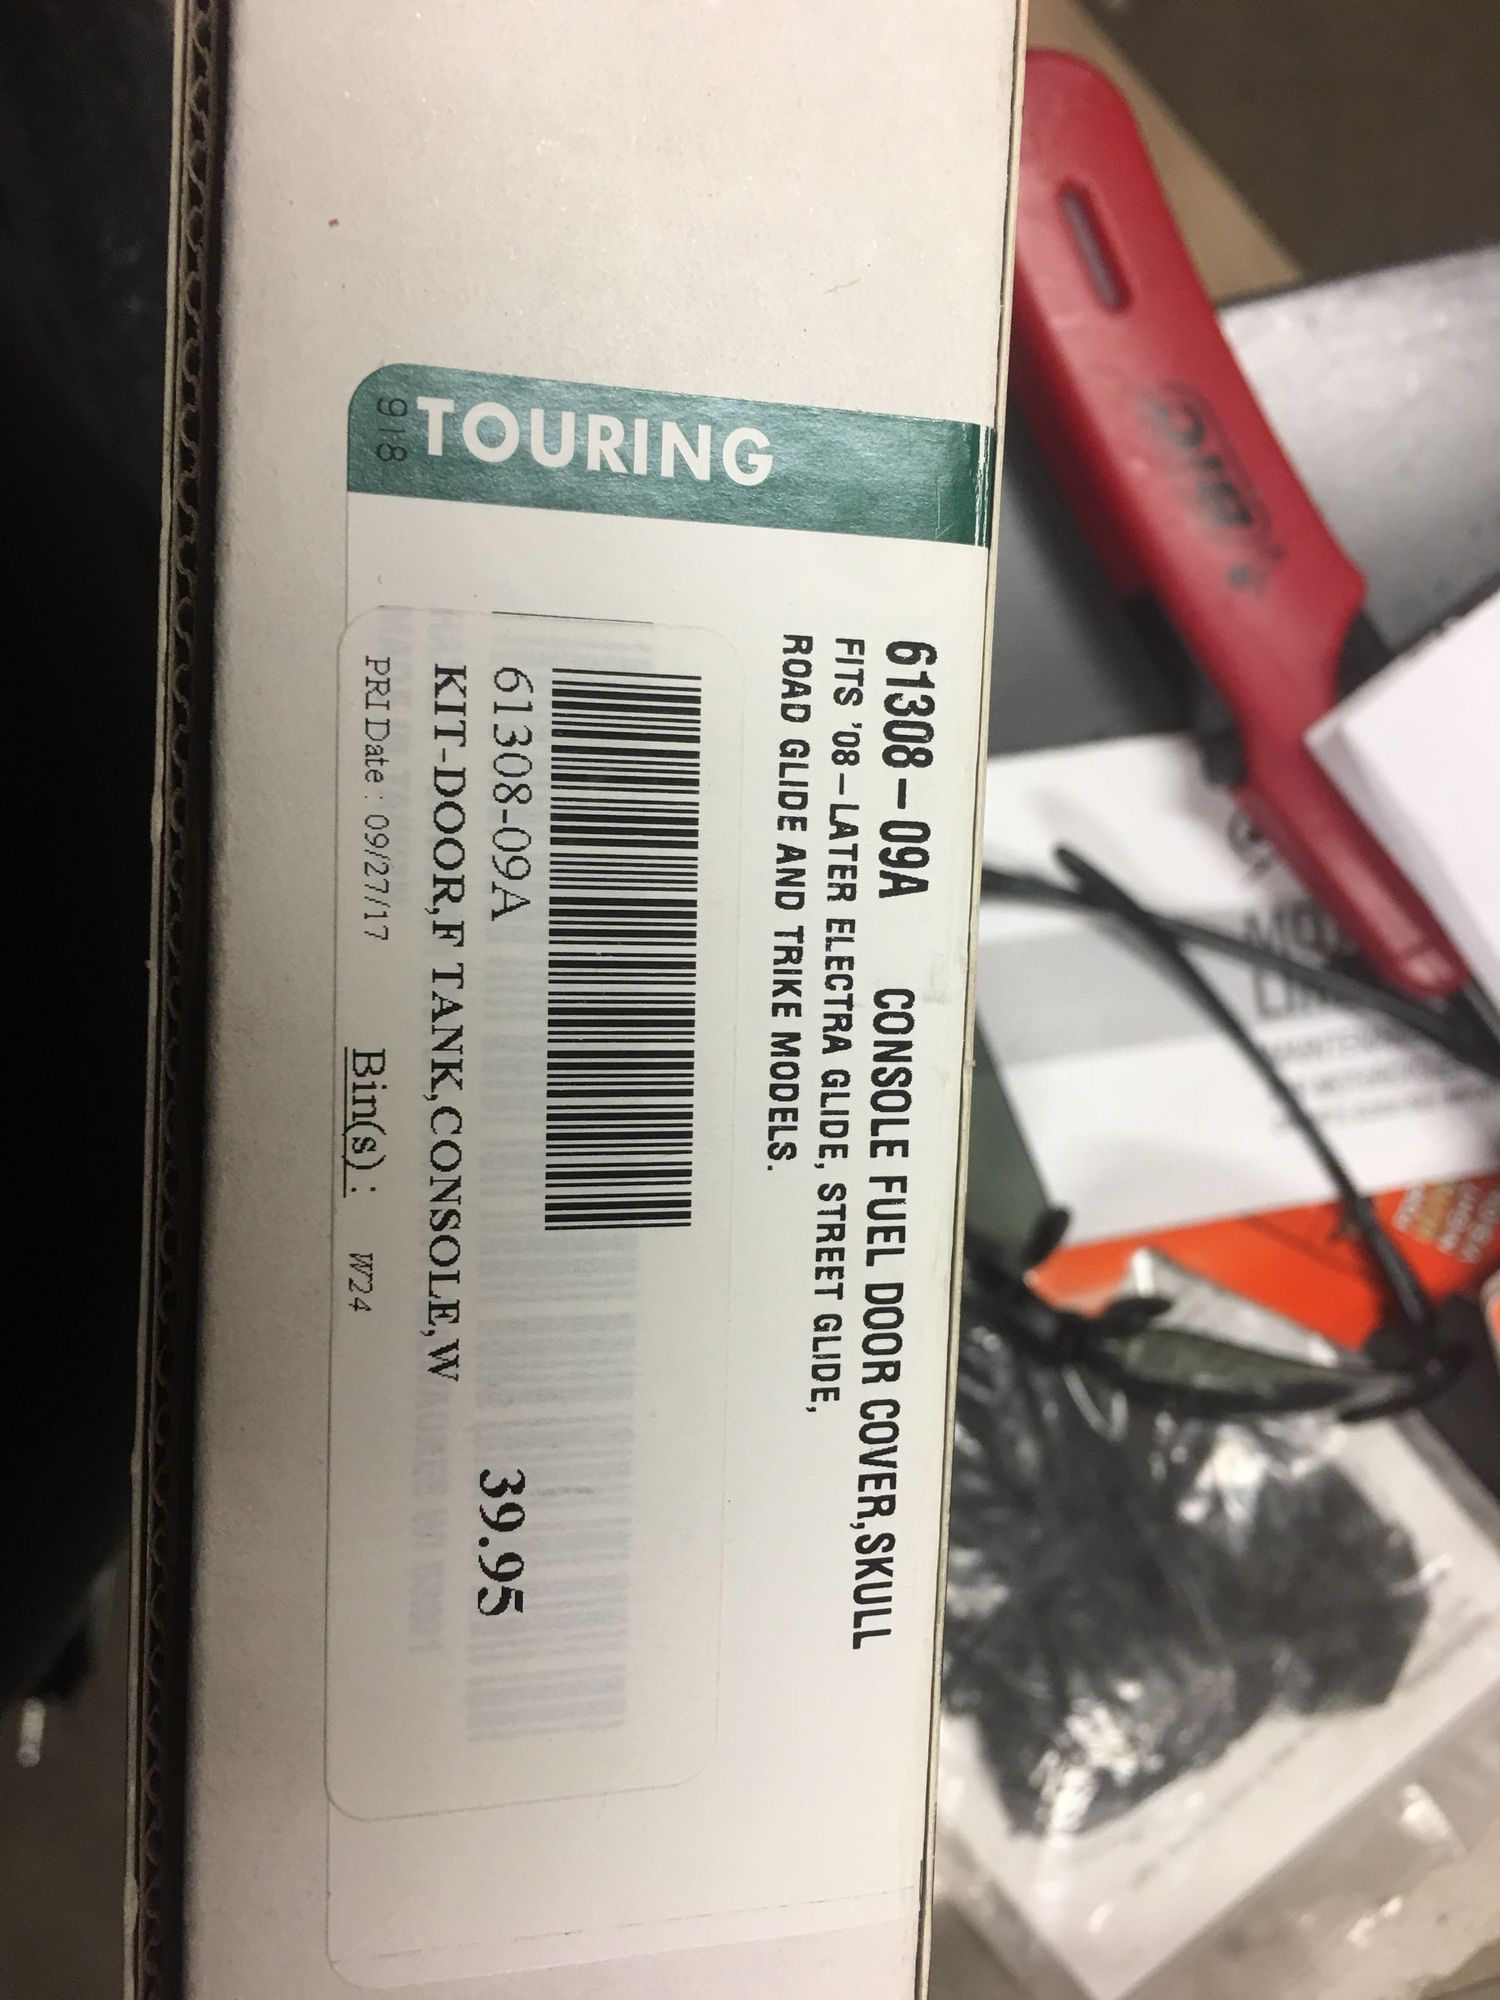 TOURING
918
61308-09A CONSOLE FUEL DOOR COVER,SKULL
FITS '08-LATER ELECTRA GLIDE, STREET GLIDE,
ROAD GLIDE AND TRIKE MODELS.
61308-09A 39.95
KIT-DOOR,F TANK,CONSOLE,W
PRI Date : 09/27/17 Bin(s) : W24